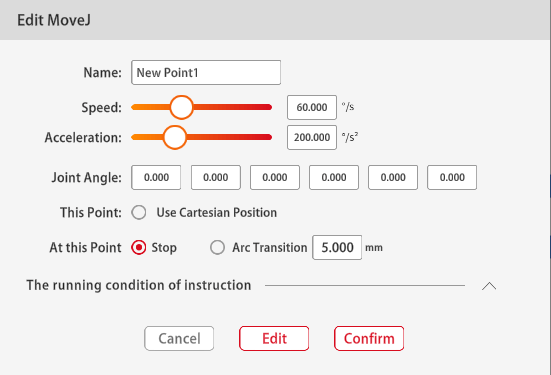 Edit MoveJ
Name: New Point1
Speed: 60.000 °/s
Acceleration: 200.000 °/s²
Joint Angle: 0.000 0.000 0.000 0.000 0.000 0.000
This Point: Use Cartesian Position
At this Point Stop Arc Transition 5.000 mm
The running condition of instruction
Cancel Edit Confirm